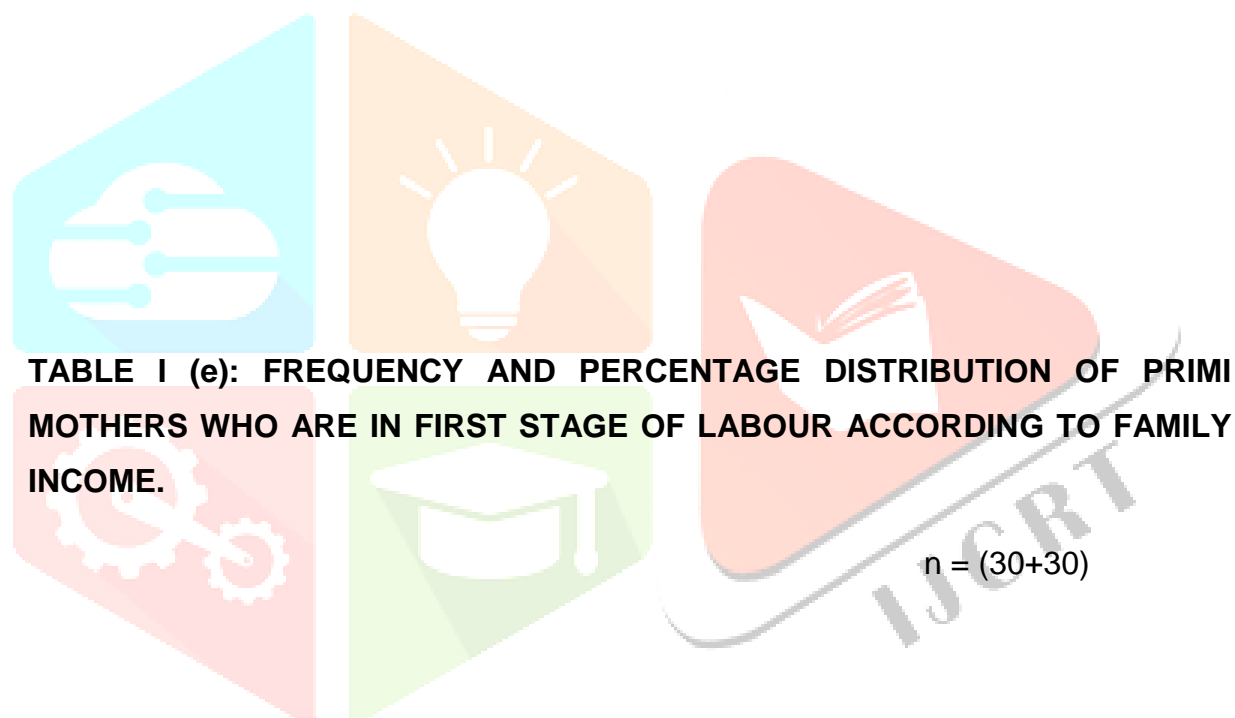 TABLE I (e): FREQUENCY AND PERCENTAGE DISTRIBUTION OF PRIMI
MOTHERS WHO ARE IN FIRST STAGE OF LABOUR ACCORDING TO FAMILY
INCOME.
n = (30+30)
IJCRT